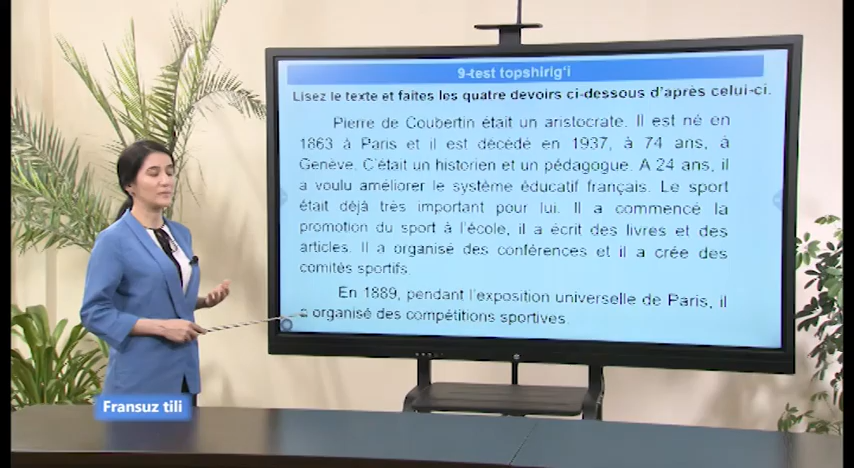 9-test topshirig‘i
Lisez le texte et faites les quatre devoirs ci-dessous d’après celui-ci.
Pierre de Coubertin était un aristocrate. Il est né en
1863 à Paris et il est décédé en 1937, à 74 ans, à
Genève. C’était un historien et un pédagogue. A 24 ans, il
a voulu améliorer le système éducatif français. Le sport
était déjà très important pour lui. Il a commencé la
promotion du sport à l’école, il a écrit des livres et des
articles. Il a organisé des conférences et il a crée des
comités sportifs.
En 1889, pendant l’exposition universelle de Paris, il
a organisé des compétitions sportives.
Fransuz tili